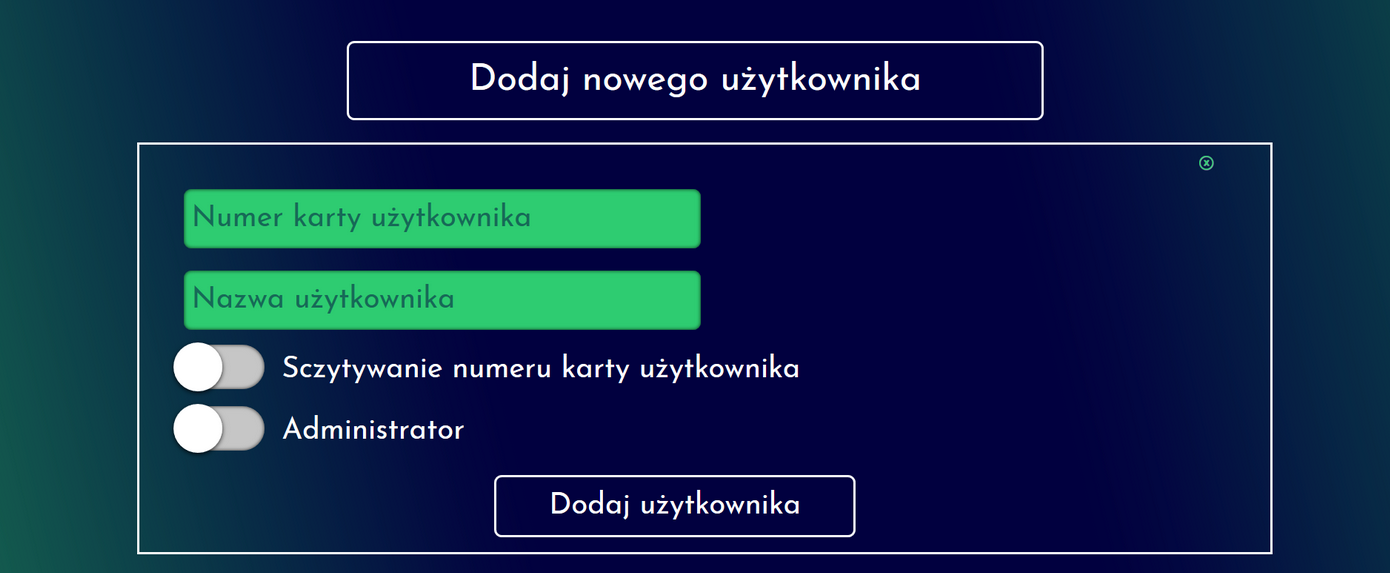 Dodaj nowego użytkownika
ⓧ
Numer karty użytkownika
Nazwa użytkownika
Sczytywanie numeru karty użytkownika
Administrator
Dodaj użytkownika